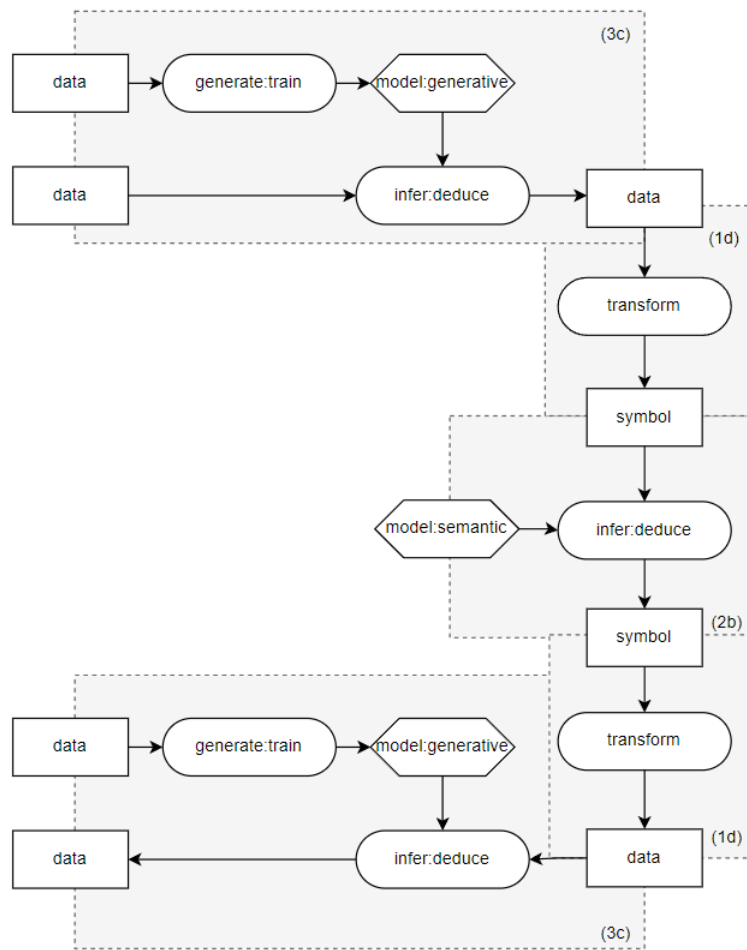 (3c)
data
generate:train
model:generative
data
infer:deduce
data
(1d)
transform
symbol
model:semantic
infer:deduce
symbol
(2b)
data
generate:train
model:generative
transform
data
infer:deduce
data
(1d)
(3c)